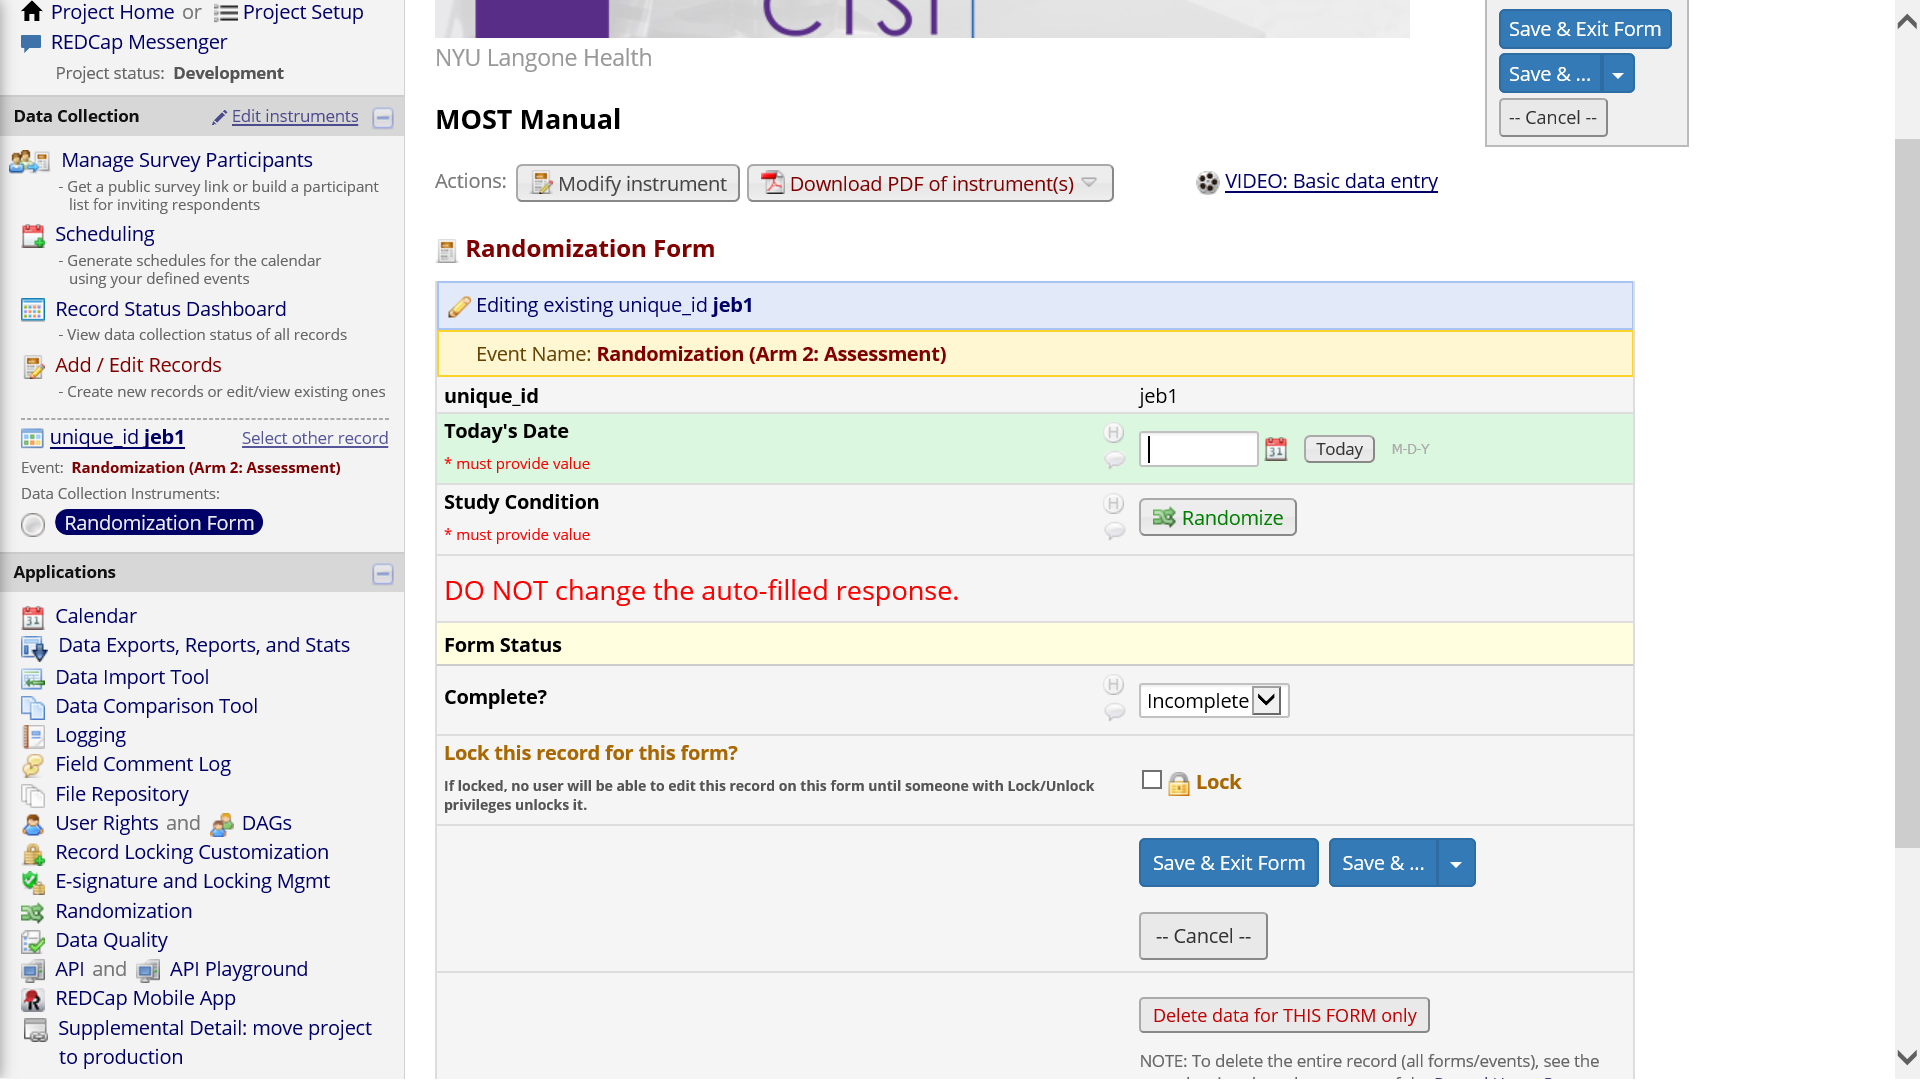 Project Home or Project Setup
REDCap Messenger
Project status: Development
Data Collection Edit instruments
Manage Survey Participants
- Get a public survey link or build a participant
list for inviting respondents
Scheduling
- Generate schedules for the calendar
using your defined events
Record Status Dashboard
- View data collection status of all records
Add / Edit Records
- Create new records or edit/view existing ones
unique_id jeb1 Select other record
Event: Randomization (Arm 2: Assessment)
Data Collection Instruments:
Randomization Form
Applications
31 Calendar
Data Exports, Reports, and Stats
Data Import Tool
Data Comparison Tool
Logging
Field Comment Log
File Repository
User Rights and DAGs
Record Locking Customization
E-signature and Locking Mgmt
Randomization
Data Quality
API and API Playground
REDCap Mobile App
Supplemental Detail: move project
to production
CTSI
NYU Langone Health
MOST Manual
Actions: Modify instrument Download PDF of instrument(s) VIDEO: Basic data entry
Randomization Form
Editing existing unique_id jeb1
Event Name: Randomization (Arm 2: Assessment)
unique_id jeb1
Today's Date
* must provide value
H
31 Today M-D-Y
Study Condition
* must provide value
H
Randomize
DO NOT change the auto-filled response.
Form Status
Complete?
H
Incomplete
Lock this record for this form?
If locked, no user will be able to edit this record on this form until someone with Lock/Unlock
privileges unlocks it.
Lock
Save & Exit Form Save & ...
-- Cancel --
Delete data for THIS FORM only
NOTE: To delete the entire record (all forms/events), see the
Save & Exit Form
Save & ...
-- Cancel --